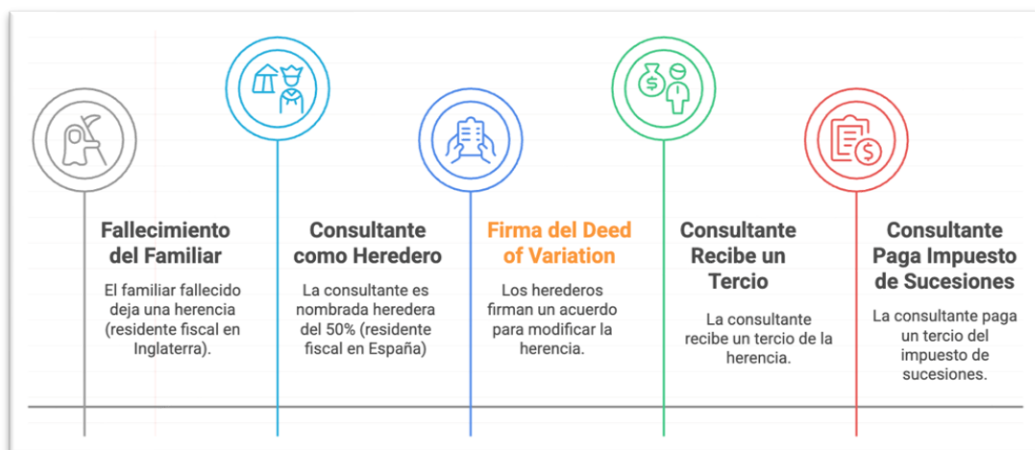 Fallecimiento
del Familiar
El familiar fallecido
deja una herencia
(residente fiscal en
Inglaterra).
Consultante
como Heredero
La consultante es
nombrada heredera
del 50% (residente
fiscal en España)
Firma del Deed
of Variation
Los herederos
firman un acuerdo
para modificar la
herencia.
Consultante
Recibe un
Tercio
La consultante
recibe un tercio de la
herencia.
Consultante
Paga Impuesto
de Sucesiones
La consultante paga
un tercio del
impuesto de
sucesiones.